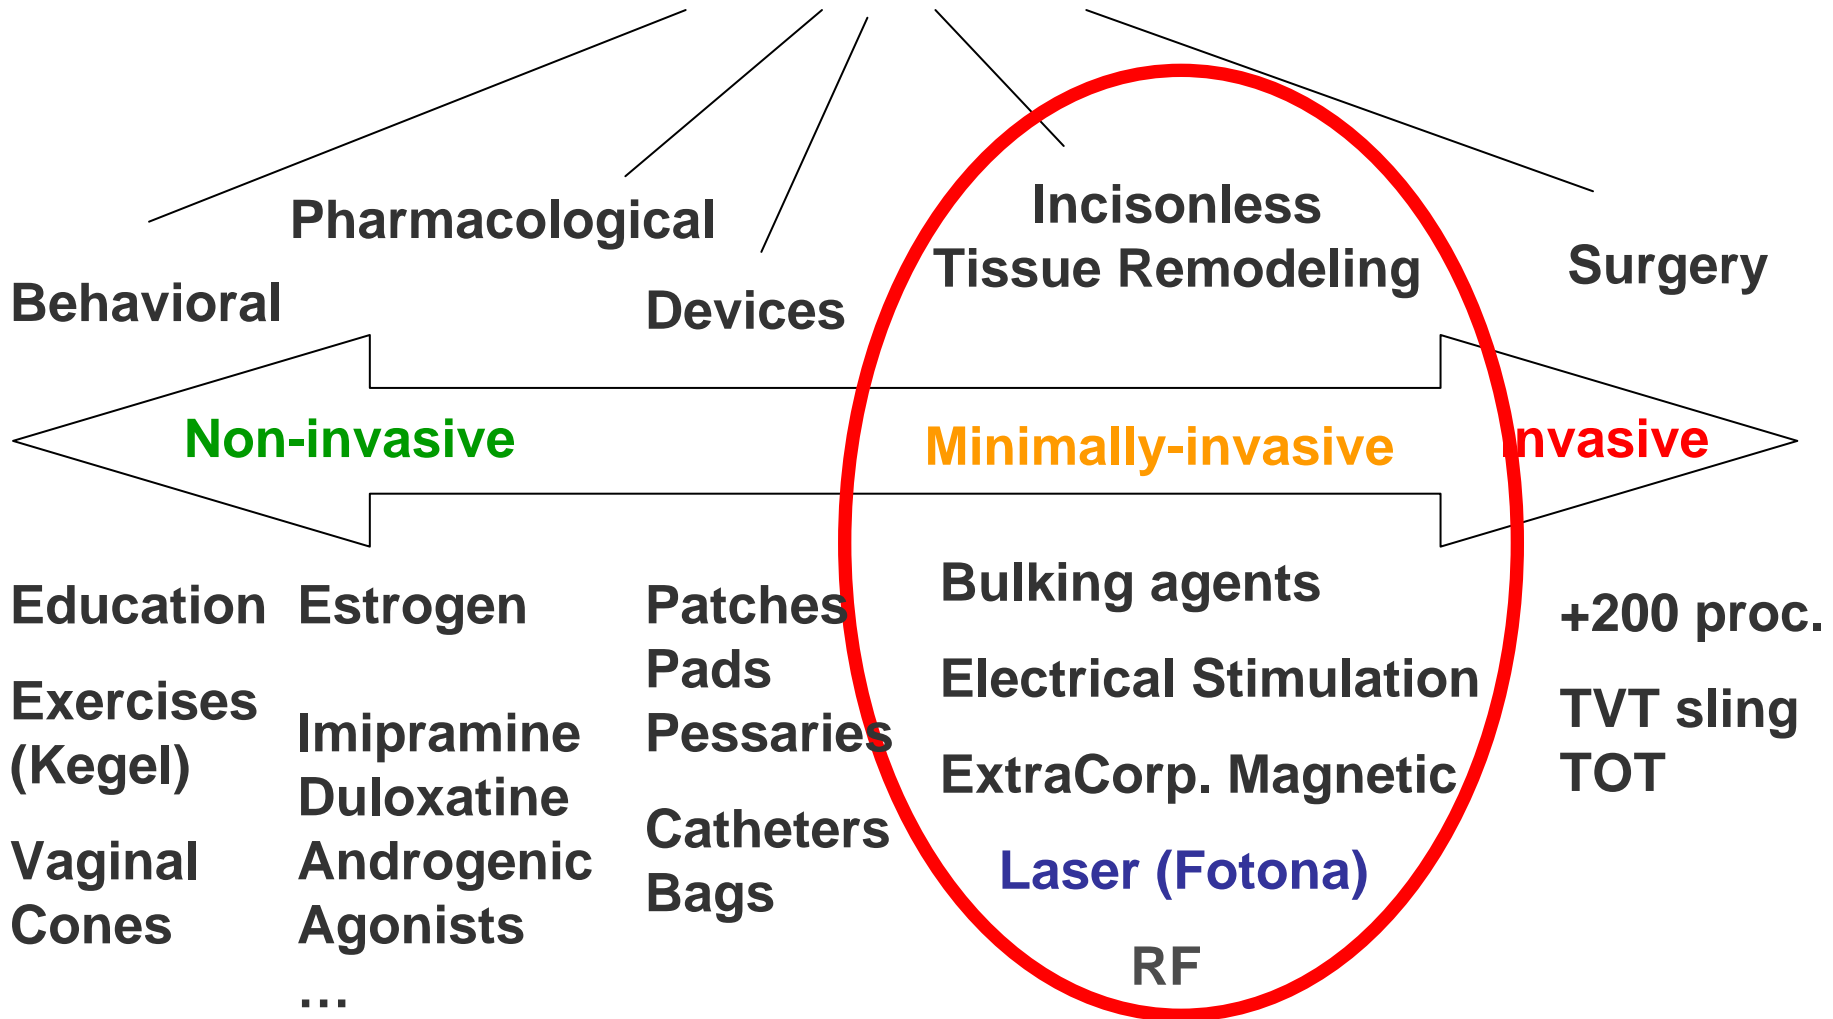 Incisonless
Tissue Remodeling
Pharmacological
Surgery
Behavioral
Devices
Non-invasive
Minimally-invasive
Invasive
Education
Exercises
(Kegel)
Vaginal
Cones
Estrogen
Imipramine
Duloxatine
Androgenic
Agonists
…
Patches
Pads
Pessaries
Catheters
Bags
Bulking agents
Electrical Stimulation
ExtraCorp. Magnetic
Laser (Fotona)
RF
+200 proc.
TVT sling
TOT